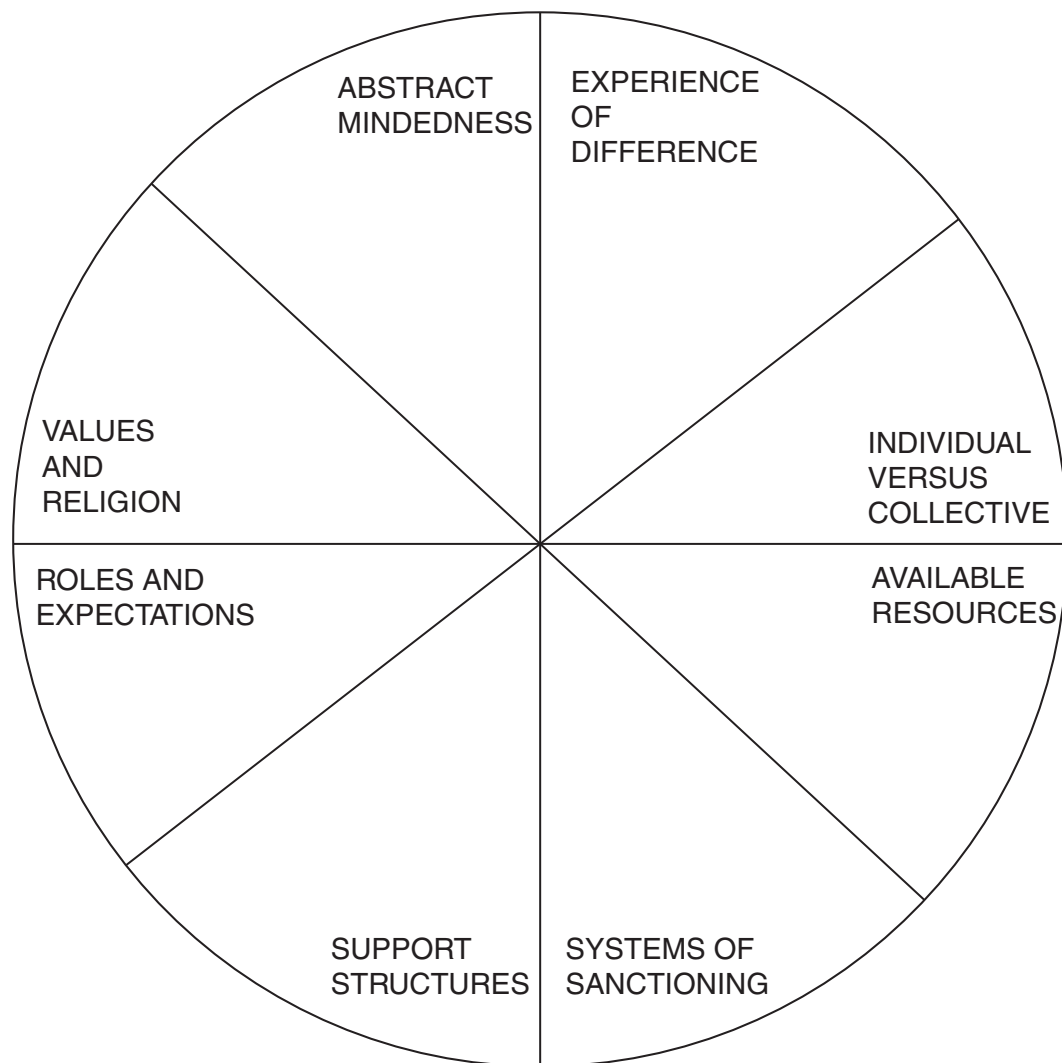 ABSTRACT
MINDEDNESS
EXPERIENCE
OF
DIFFERENCE
VALUES
AND
RELIGION
INDIVIDUAL
VERSUS
COLLECTIVE
ROLES AND
EXPECTATIONS
AVAILABLE
RESOURCES
SUPPORT
STRUCTURES
SYSTEMS OF
SANCTIONING